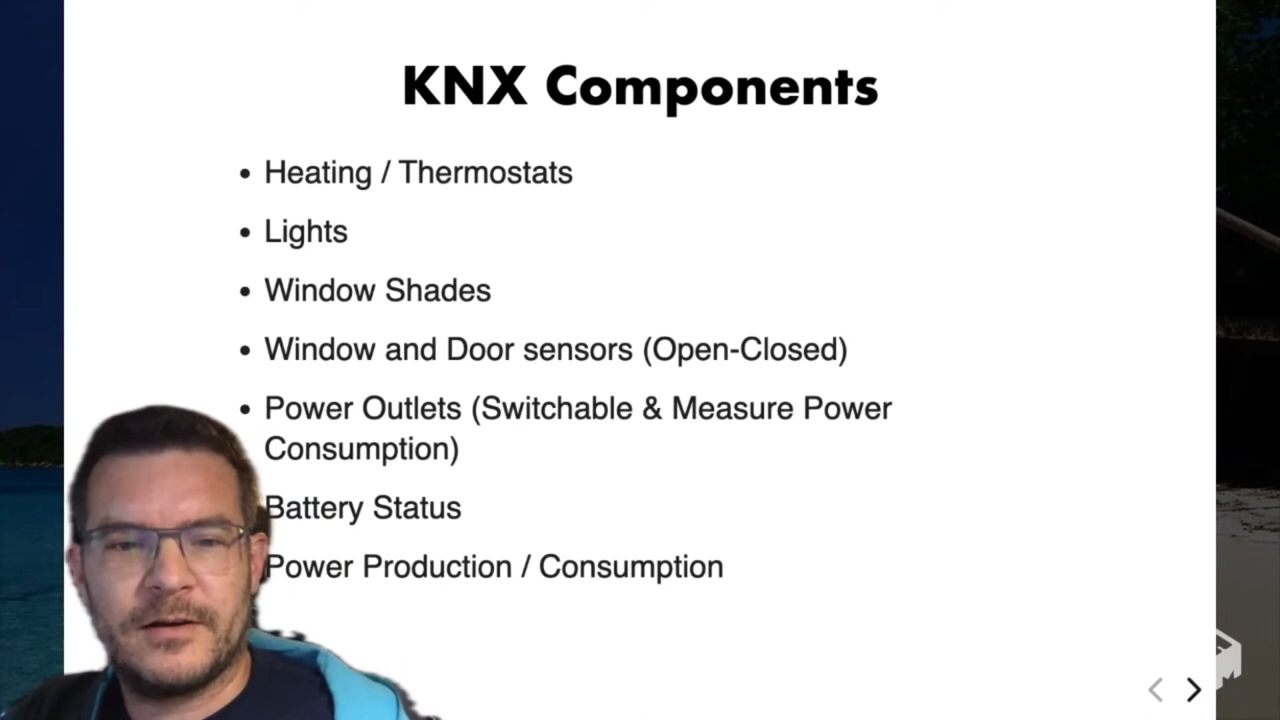 KNX Components
• Heating / Thermostats
• Lights
• Window Shades
• Window and Door sensors (Open-Closed)
• Power Outlets (Switchable & Measure Power
Consumption)
Battery Status
Power Production / Consumption